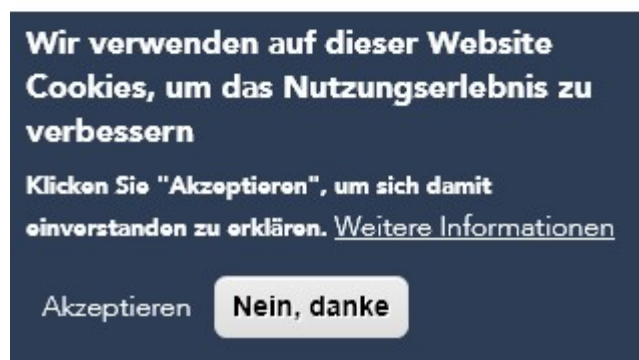 Wir verwenden auf dieser Website
Cookies, um das Nutzungserlebnis zu
verbessern
Klicken Sie "Akzeptieren", um sich damit
einverstanden zu erklären. Weitere Informationen
Akzeptieren Nein, danke